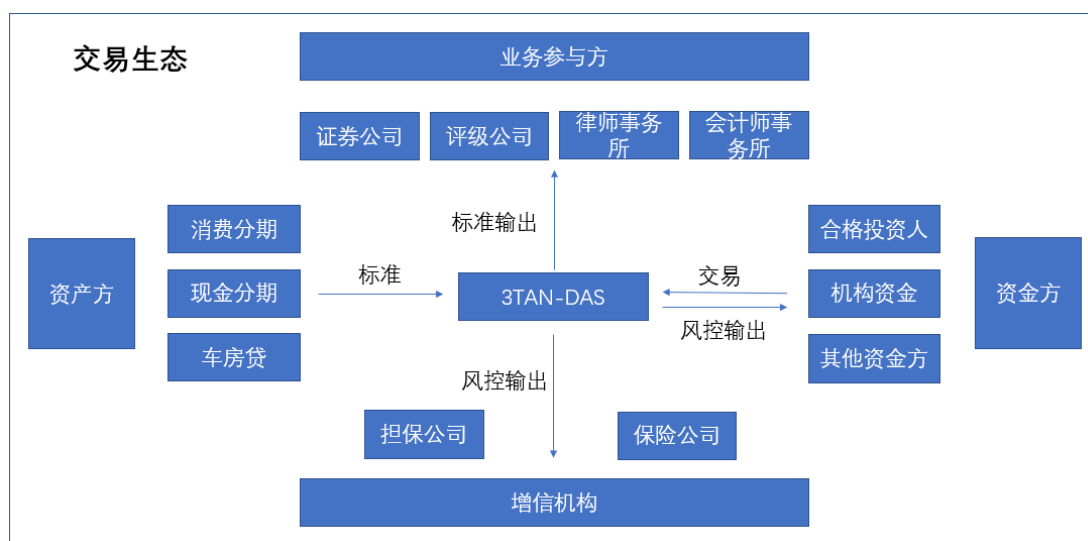 交易生态
业务参与方
证券公司
评级公司
律师事务
所
会计师事
务所
标准输出
消费分期
现金分期
车房贷
资产方
标准
3TAN-DAS
交易
风控输出
合格投资人
机构资金
其他资金方
资金方
风控输出
担保公司
保险公司
增信机构